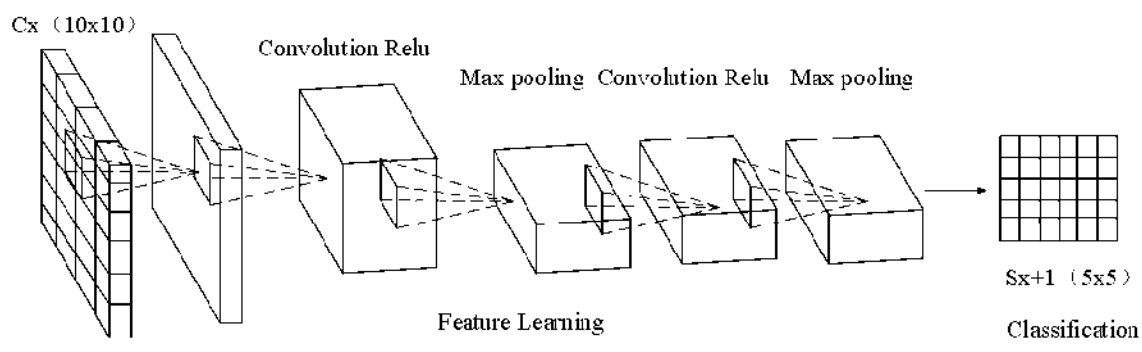 Cx（10x10）
Convolution Relu
Max pooling
Convolution Relu
Max pooling
Sx+1（5x5）
Feature Learning
Classification